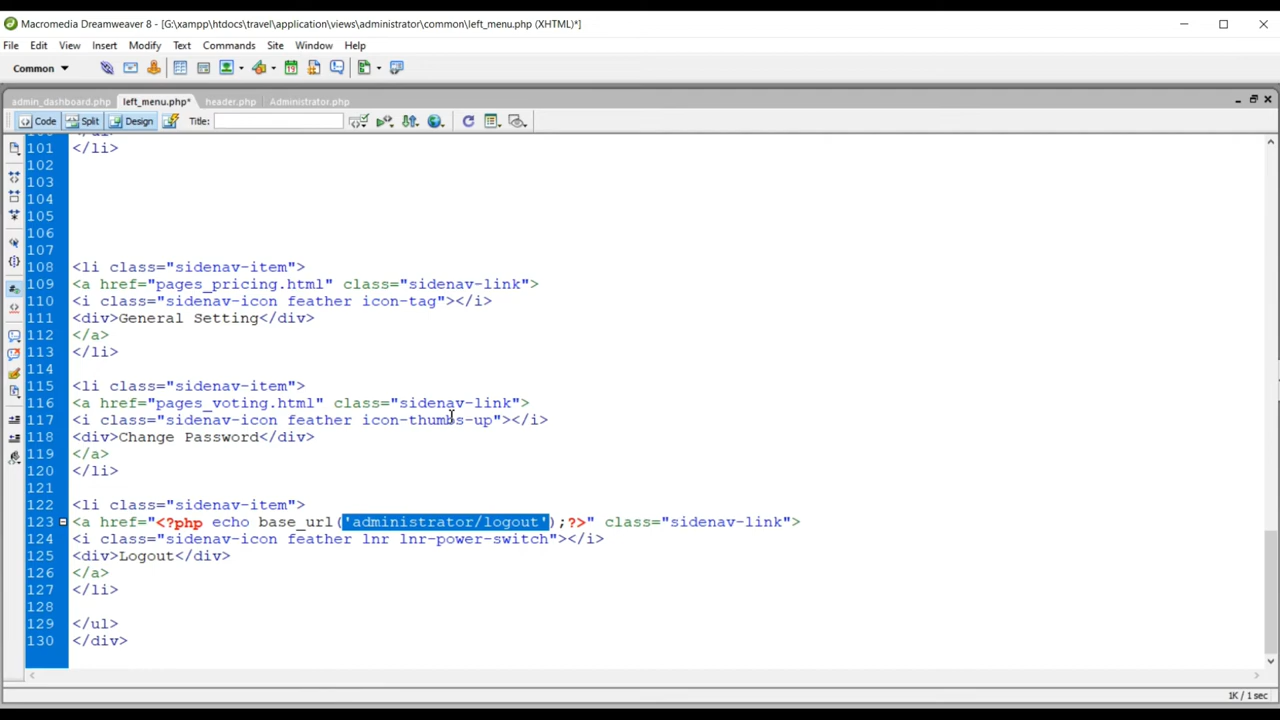 Macromedia Dreamweaver 8 - [G:\xampp\htdocs\travel\application\views\administrator\common\left_menu.php (XHTML)*]
File Edit View Insert Modify Text Commands Site Window Help
Common
admin_dashboard.php left_menu.php* header.php Administrator.php
Code Split Design Title:
101 </li>
102
103
104
105
106
107
108 <li class="sidenav-item">
109 <a href="pages_pricing.html" class="sidenav-link">
110 <i class="sidenav-icon feather icon-tag"></i>
111 <div>General Setting</div>
112 </a>
113 </li>
114
115 <li class="sidenav-item">
116 <a href="pages_voting.html" class="sidenav-link">
117 <i class="sidenav-icon feather icon-thumbs-up"></i>
118 <div>Change Password</div>
119 </a>
120 </li>
121
122 <li class="sidenav-item">
123 <a href="<?php echo base_url('administrator/logout');?>" class="sidenav-link">
124 <i class="sidenav-icon feather lnr lnr-power-switch"></i>
125 <div>Logout</div>
126 </a>
127 </li>
128
129 </ul>
130 </div>
1K / 1 sec